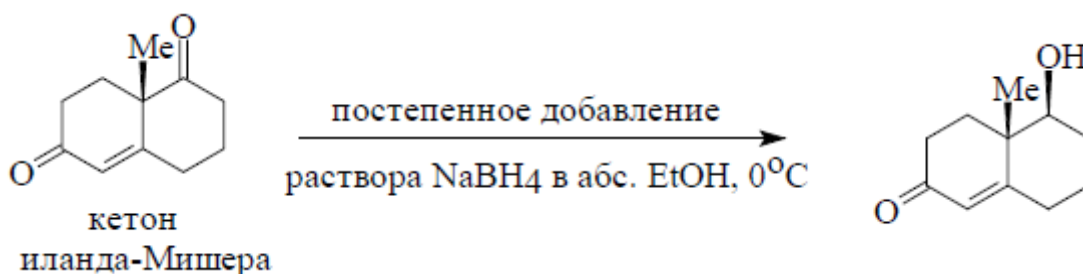 O
Me
O
кетон
иланда-Мишера
постепенное добавление
раствора NaBH4 в абс. EtOH, 0°C
OH
Me
O